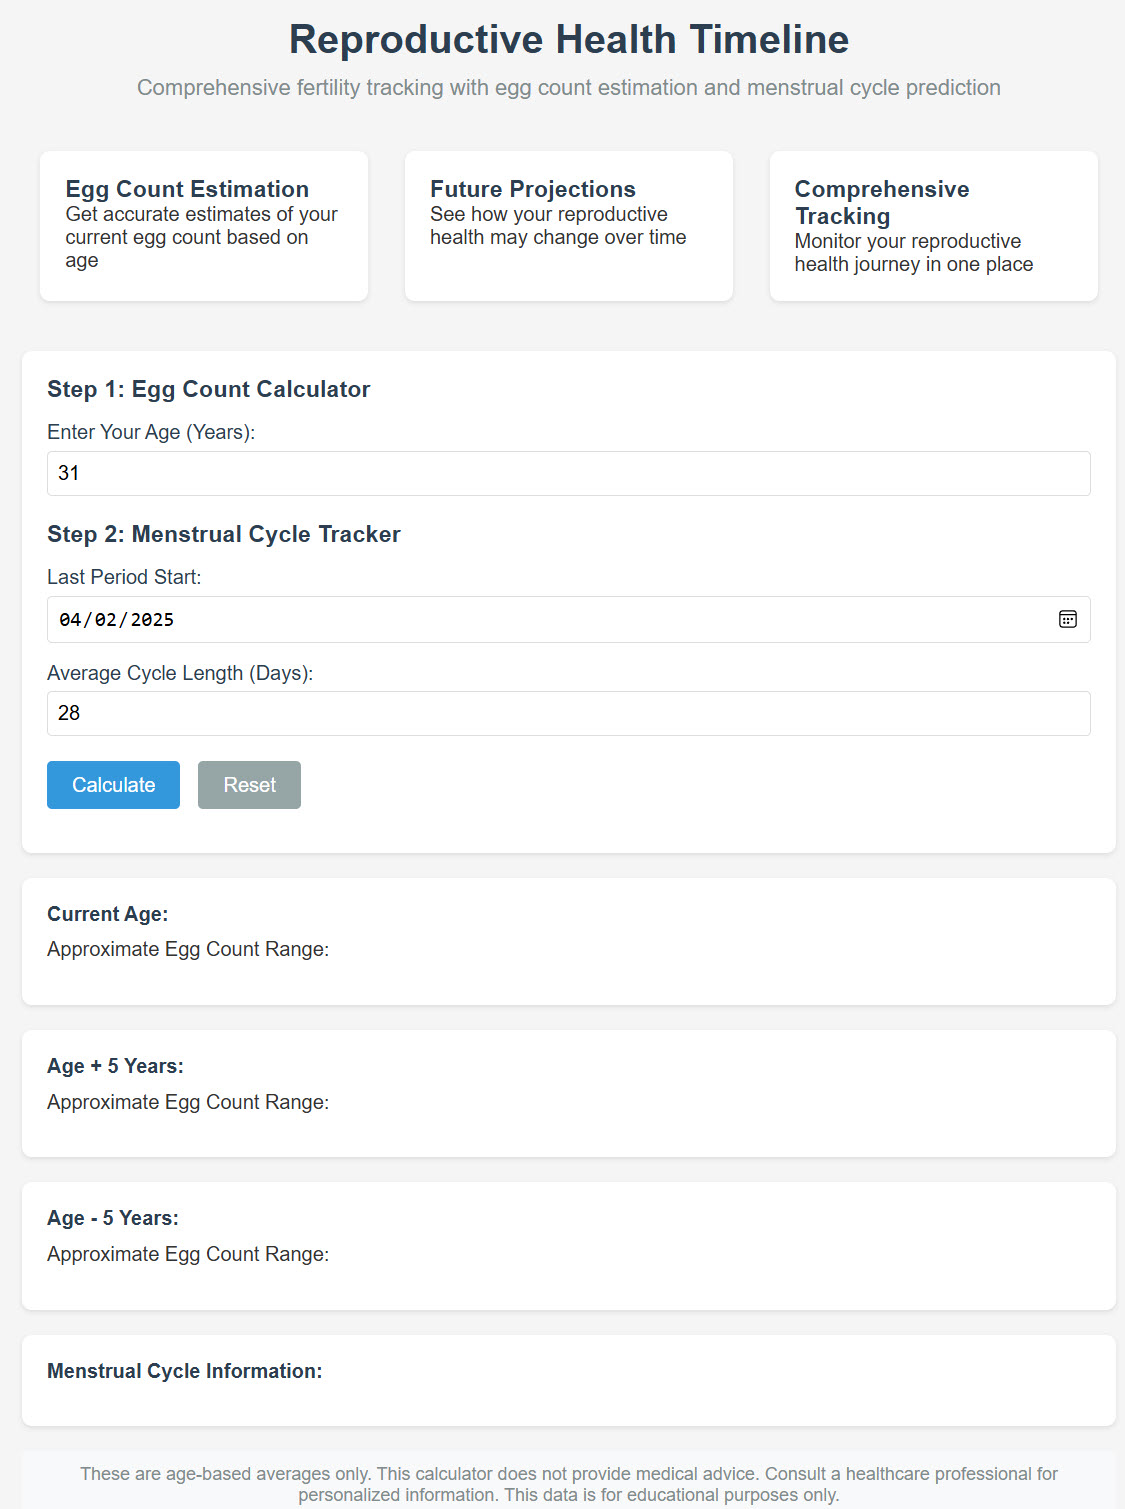 Reproductive Health Timeline
Comprehensive fertility tracking with egg count estimation and menstrual cycle prediction
Egg Count Estimation
Get accurate estimates of your
current egg count based on
age
Future Projections
See how your reproductive
health may change over time
Comprehensive
Tracking
Monitor your reproductive
health journey in one place
Step 1: Egg Count Calculator
Enter Your Age (Years):
31
Step 2: Menstrual Cycle Tracker
Last Period Start:
04/02/2025
Average Cycle Length (Days):
28
Calculate
Reset
Current Age:
Approximate Egg Count Range:
Age + 5 Years:
Approximate Egg Count Range:
Age - 5 Years:
Approximate Egg Count Range:
Menstrual Cycle Information:
These are age-based averages only. This calculator does not provide medical advice. Consult a healthcare professional for
personalized information. This data is for educational purposes only.